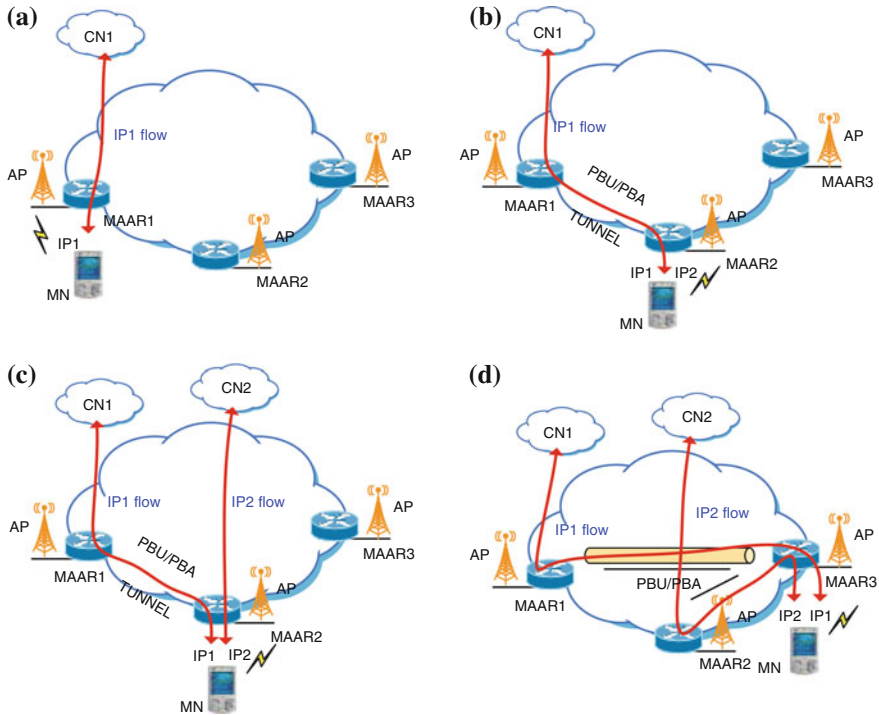 (a)
CN1
IP1 flow
AP
AP
MAAR1
MAAR3
IP1
AP
MN
MAAR2
(b)
CN1
IP1 flow
AP
AP
PBU/PBA
MAAR1
MAAR3
TUNNEL
AP
IP1 IP2
MAAR2
MN
(c)
CN1
CN2
IP1 flow
IP2 flow
AP
AP
PBU/PBA
MAAR1
MAAR3
TUNNEL
AP
MAAR2
IP1 IP2
MN
(d)
CN1
CN2
IP2 flow
IP1 flow
AP
AP
PBU/PBA
MAAR1
MAAR3
AP
IP2 IP1
MAAR2
MN